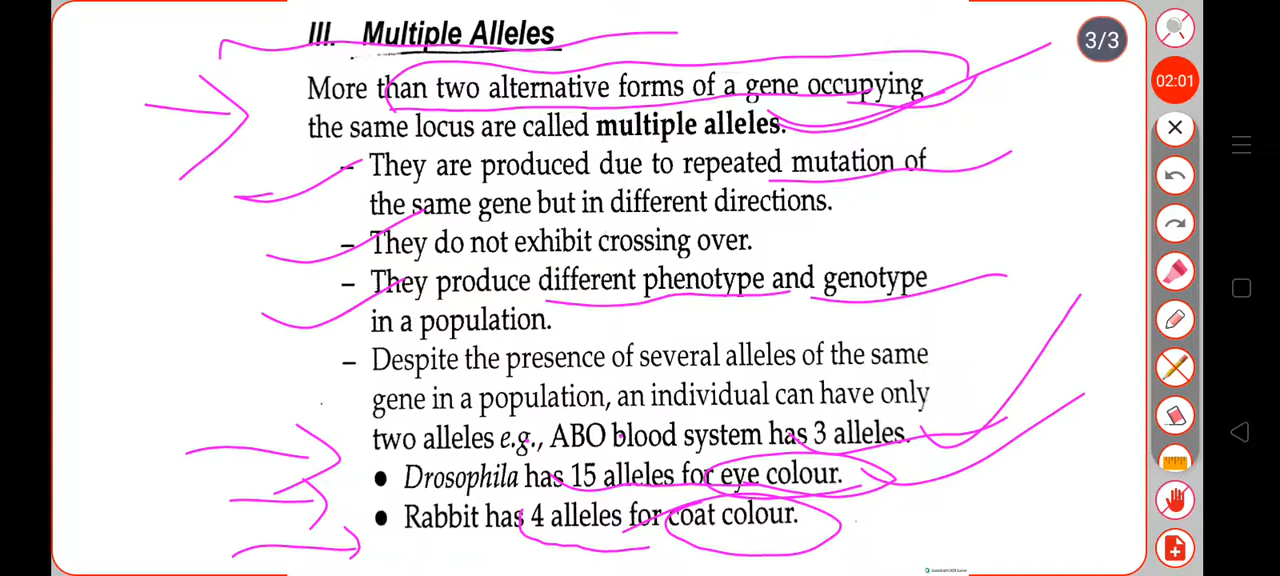 III. Multiple Alleles
3/3
More than two alternative forms of a gene occupying
02:01
the same locus are called multiple alleles.
– They are produced due to repeated mutation of
the same gene but in different directions.
– They do not exhibit crossing over.
– They produce different phenotype and genotype
in a population.
– Despite the presence of several alleles of the same
gene in a population, an individual can have only
two alleles e.g., ABO blood system has 3 alleles.
• Drosophila has 15 alleles for eye colour.
• Rabbit has 4 alleles for coat colour.